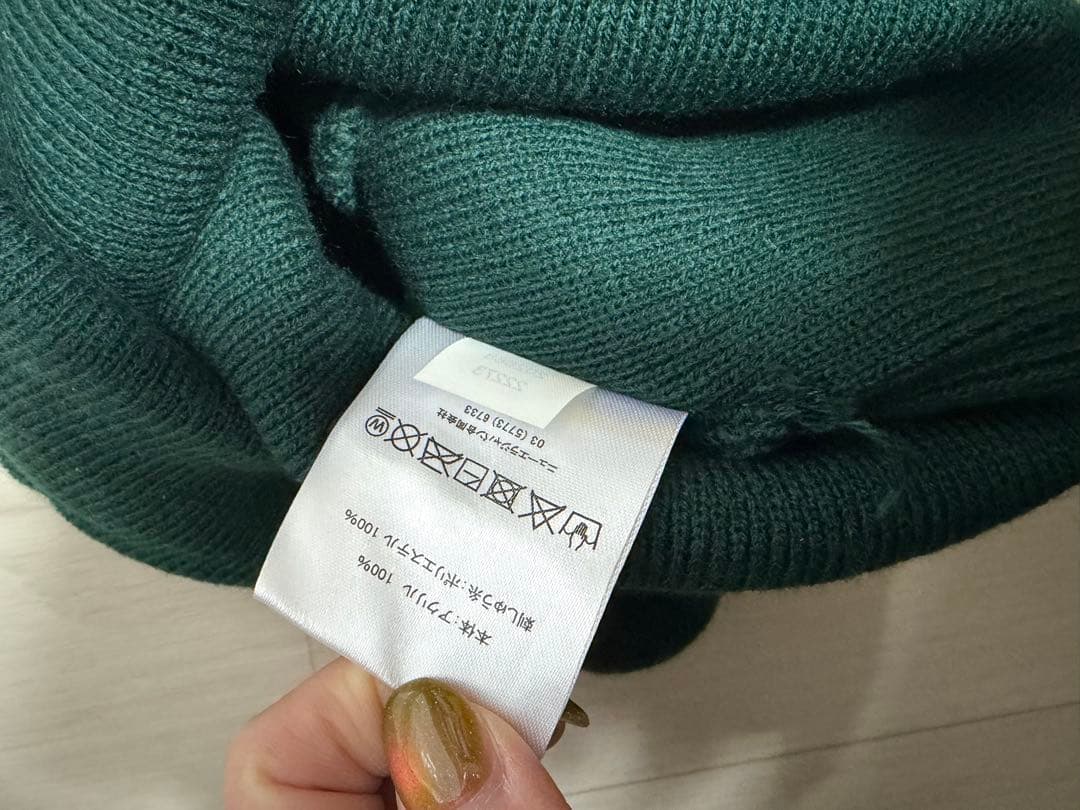 本体:アクリル 100%
刺しゅう糸:ポリエステル 100%
ニューエラジャパン合同会社
03 (5773) 6733
22273